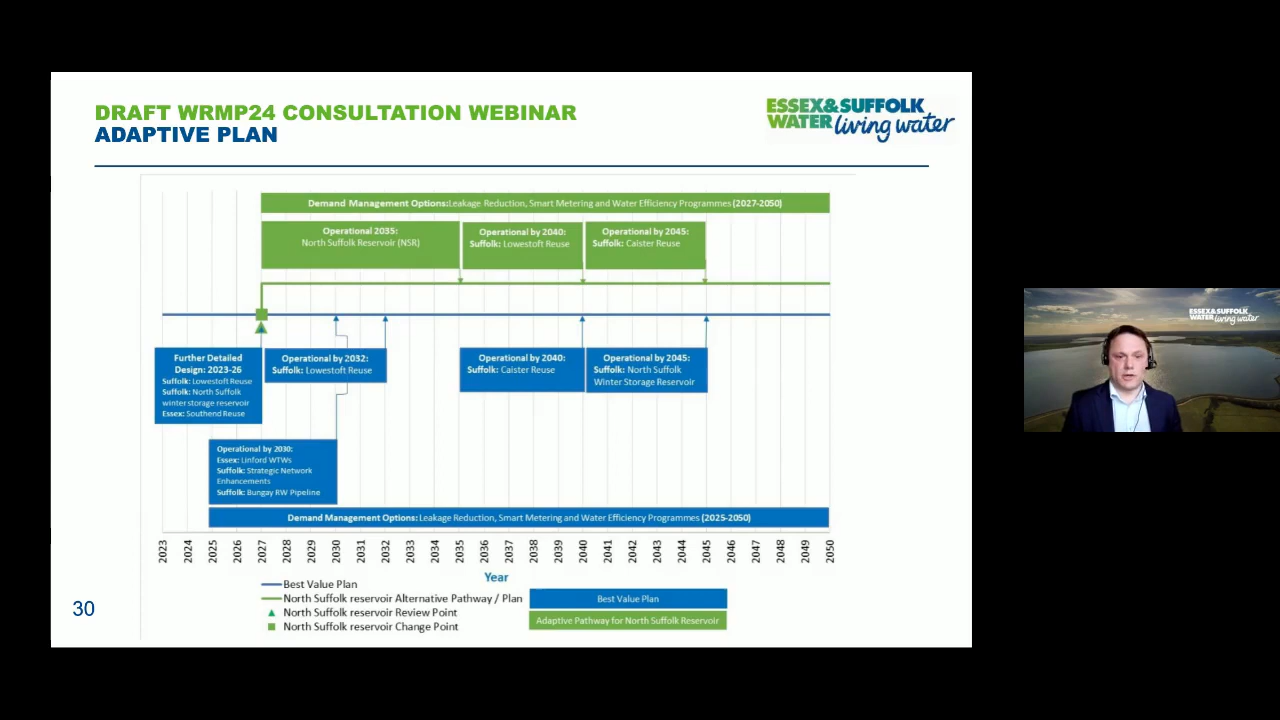 DRAFT WRMP24 CONSULTATION WEBINAR
ADAPTIVE PLAN
ESSEX&SUFFOLK
WATER living water
Demand Management Options:Leakage Reduction, Smart Metering and Water Efficiency Programmes (2027-2050)
Operational 2035:
North Suffolk Reservoir (NSR)
Operational by 2040:
Suffolk: Lowestoft Reuse
Operational by 2045:
Suffolk: Caister Reuse
Further Detailed
Design: 2023-26
Suffolk: Lowestoft Reuse
Suffolk: North Suffolk
winter storage reservoir
Essex: Southend Reuse
Operational by 2032:
Suffolk: Lowestoft Reuse
Operational by 2040:
Suffolk: Caister Reuse
Operational by 2045:
Suffolk: North Suffolk
Winter Storage Reservoir
Operational by 2030:
Essex: Linford WTWs
Suffolk: Strategic Network
Enhancements
Suffolk: Bungay RW Pipeline
Demand Management Options: Leakage Reduction, Smart Metering and Water Efficiency Programmes (2025-2050)
2023 2024 2025 2026 2027 2028 2029 2030 2031 2032 2033 2034 2035 2036 2037 2038 2039 2040 2041 2042 2043 2044 2045 2046 2047 2048 2049 2050
Year
Best Value Plan
North Suffolk reservoir Alternative Pathway / Plan
North Suffolk reservoir Review Point
North Suffolk reservoir Change Point
Best Value Plan
Adaptive Pathway for North Suffolk Reservoir
30
ESSEX&SUFFOLK
WATER living water